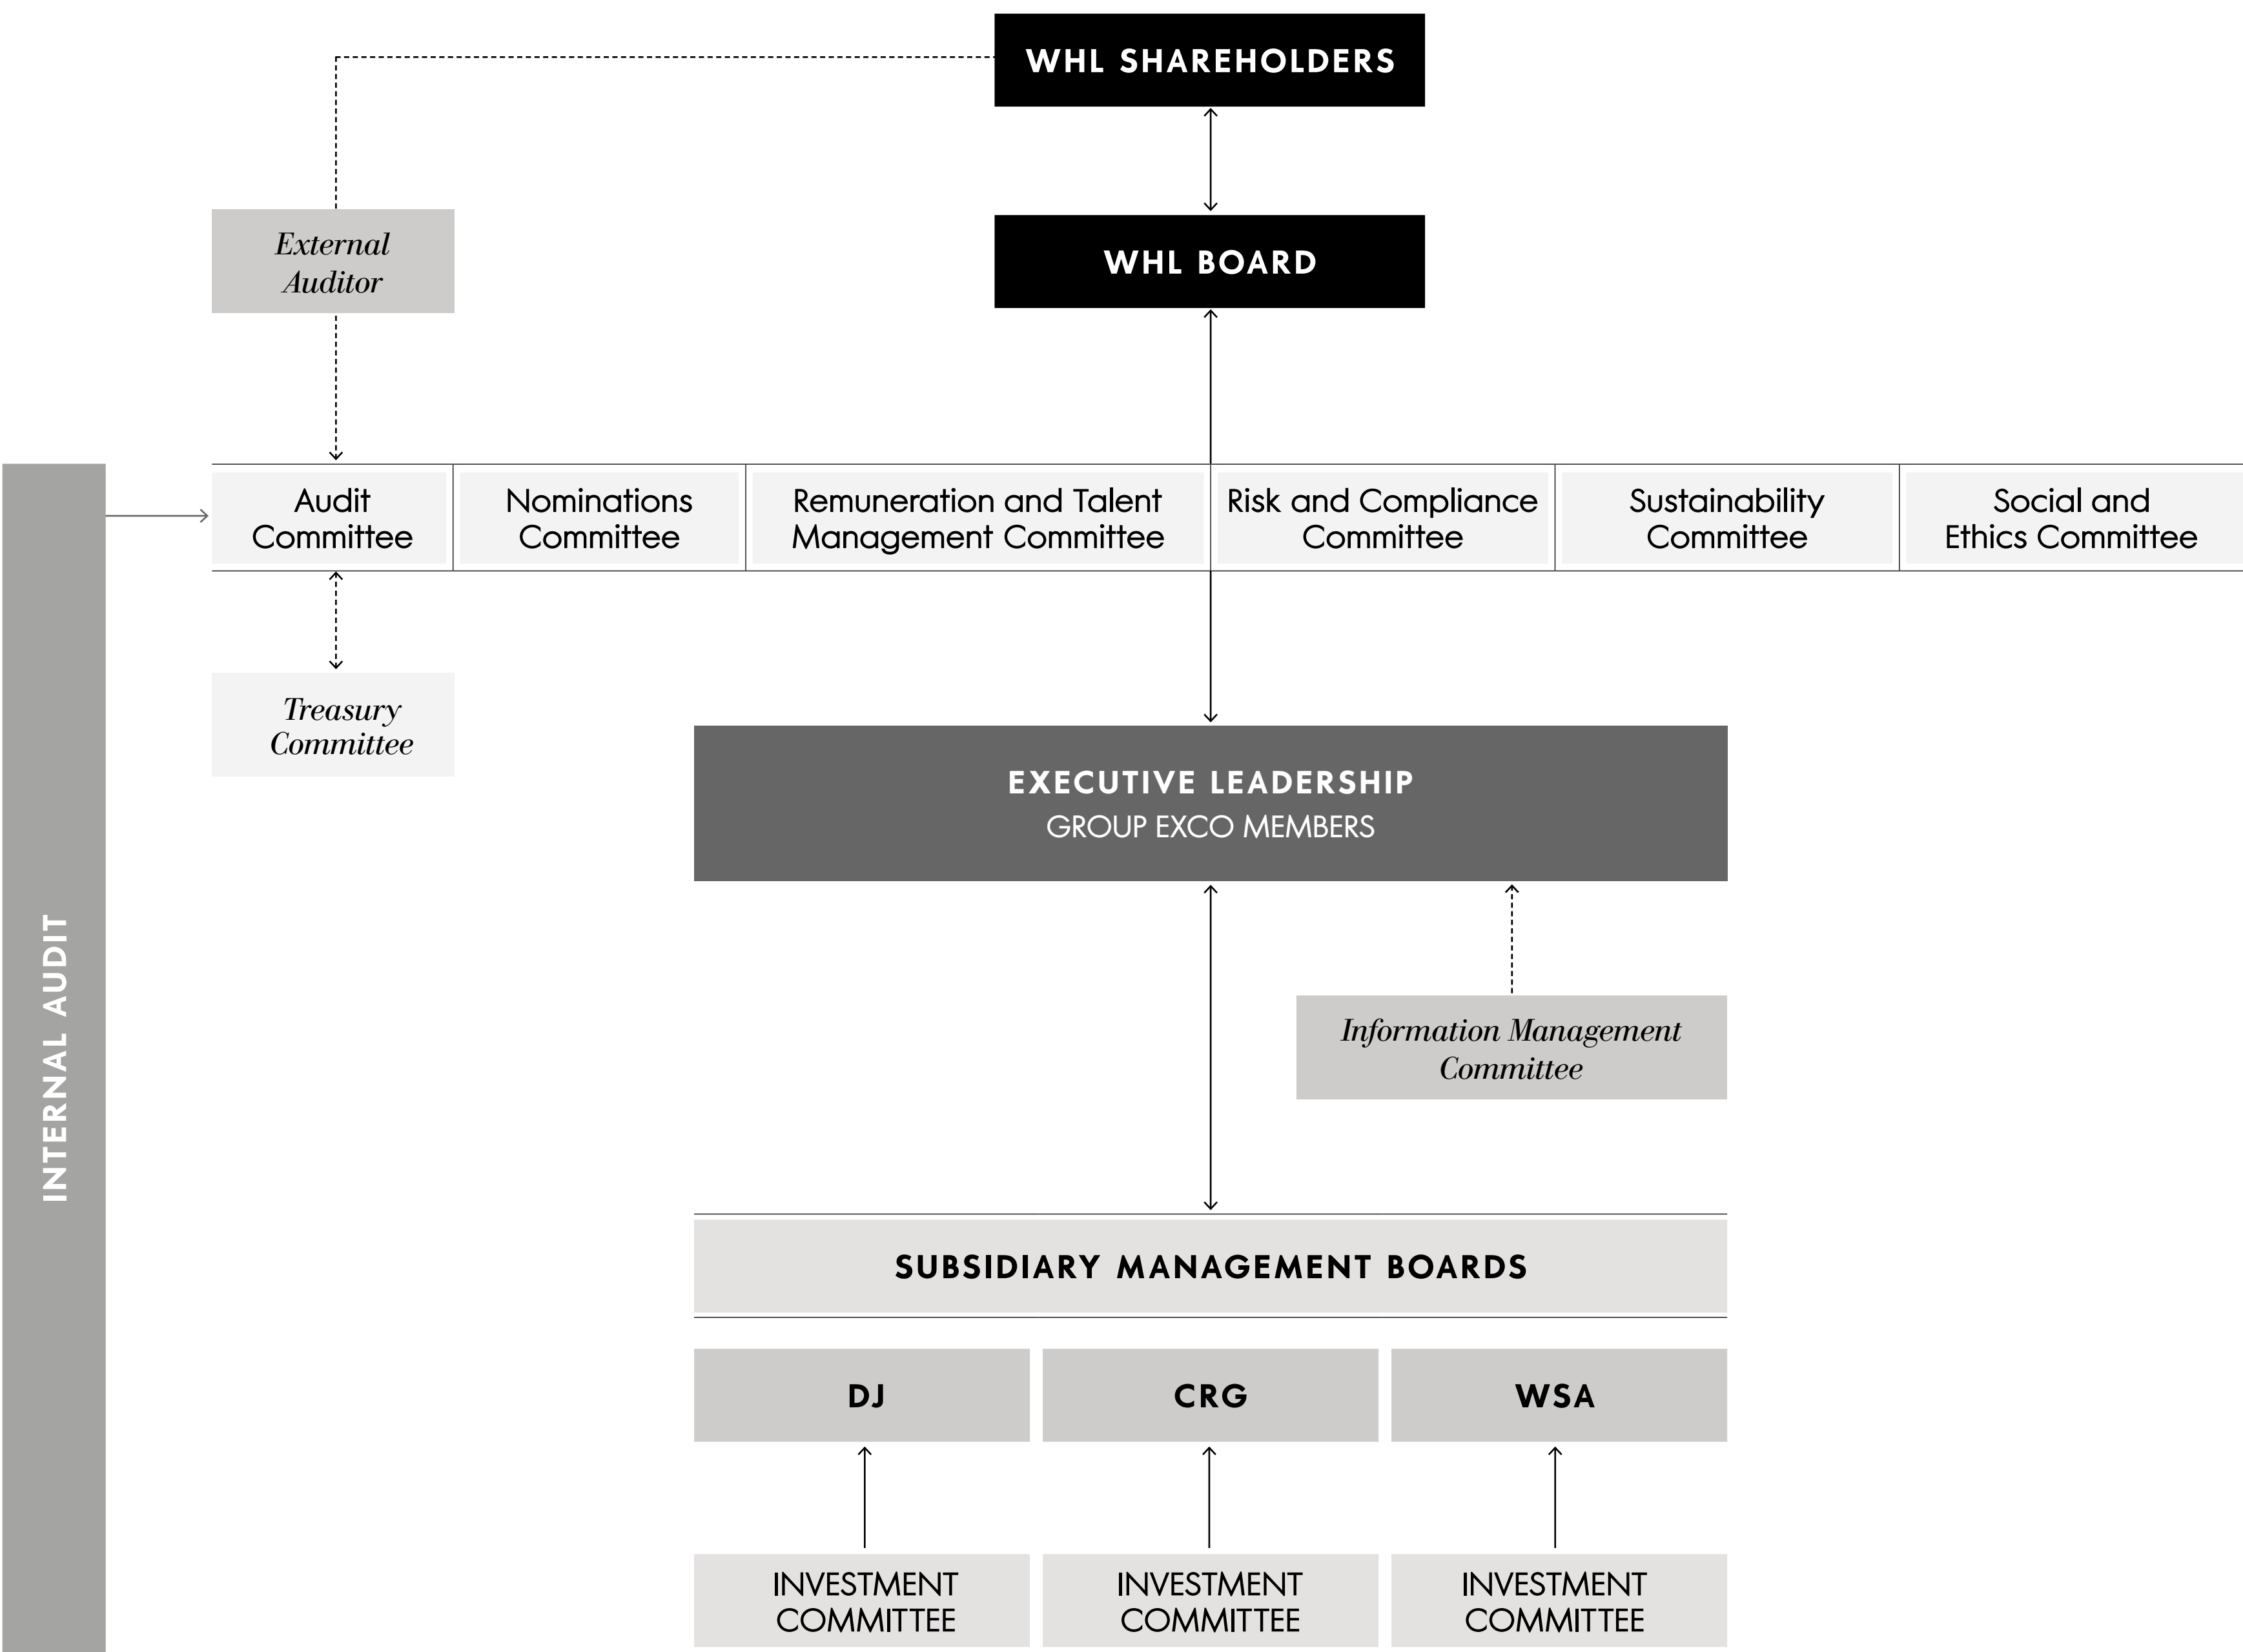 WHL SHAREHOLDERS
External
Auditor
WHL BOARD
Audit
Committee
Nominations
Committee
Remuneration and Talent
Management Committee
Risk and Compliance
Committee
Sustainability
Committee
Social and
Ethics Committee
Treasury
Committee
EXECUTIVE LEADERSHIP
GROUP EXCO MEMBERS
INTERNAL AUDIT
Information Management
Committee
SUBSIDIARY MANAGEMENT BOARDS
DJ
CRG
WSA
INVESTMENT
COMMITTEE
INVESTMENT
COMMITTEE
INVESTMENT
COMMITTEE